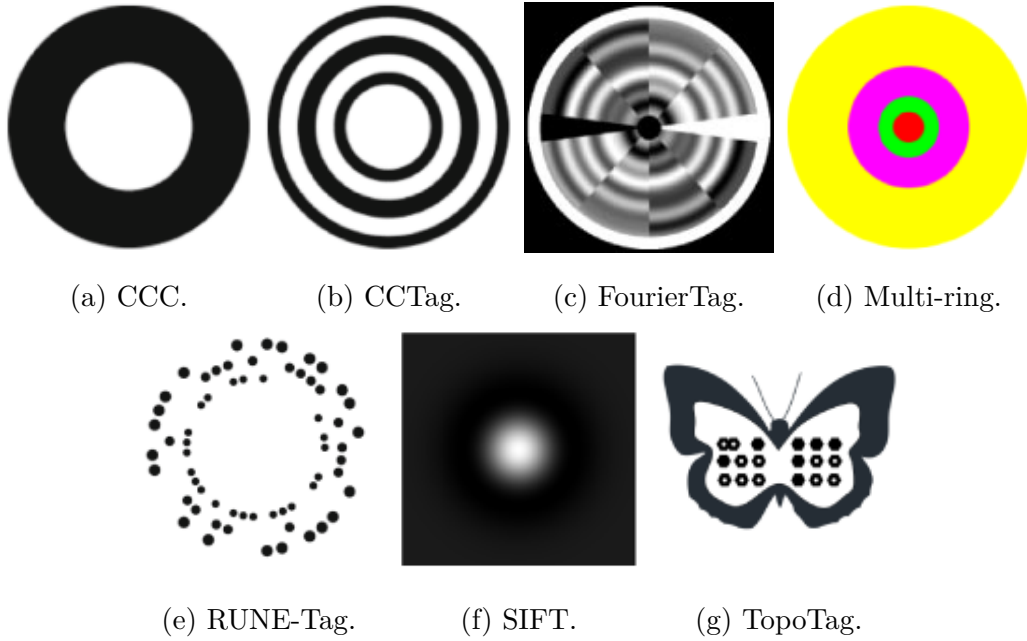 (a) CCC.
(b) CCTag.
(c) FourierTag.
(d) Multi-ring.
(e) RUNE-Tag.
(f) SIFT.
(g) TopoTag.